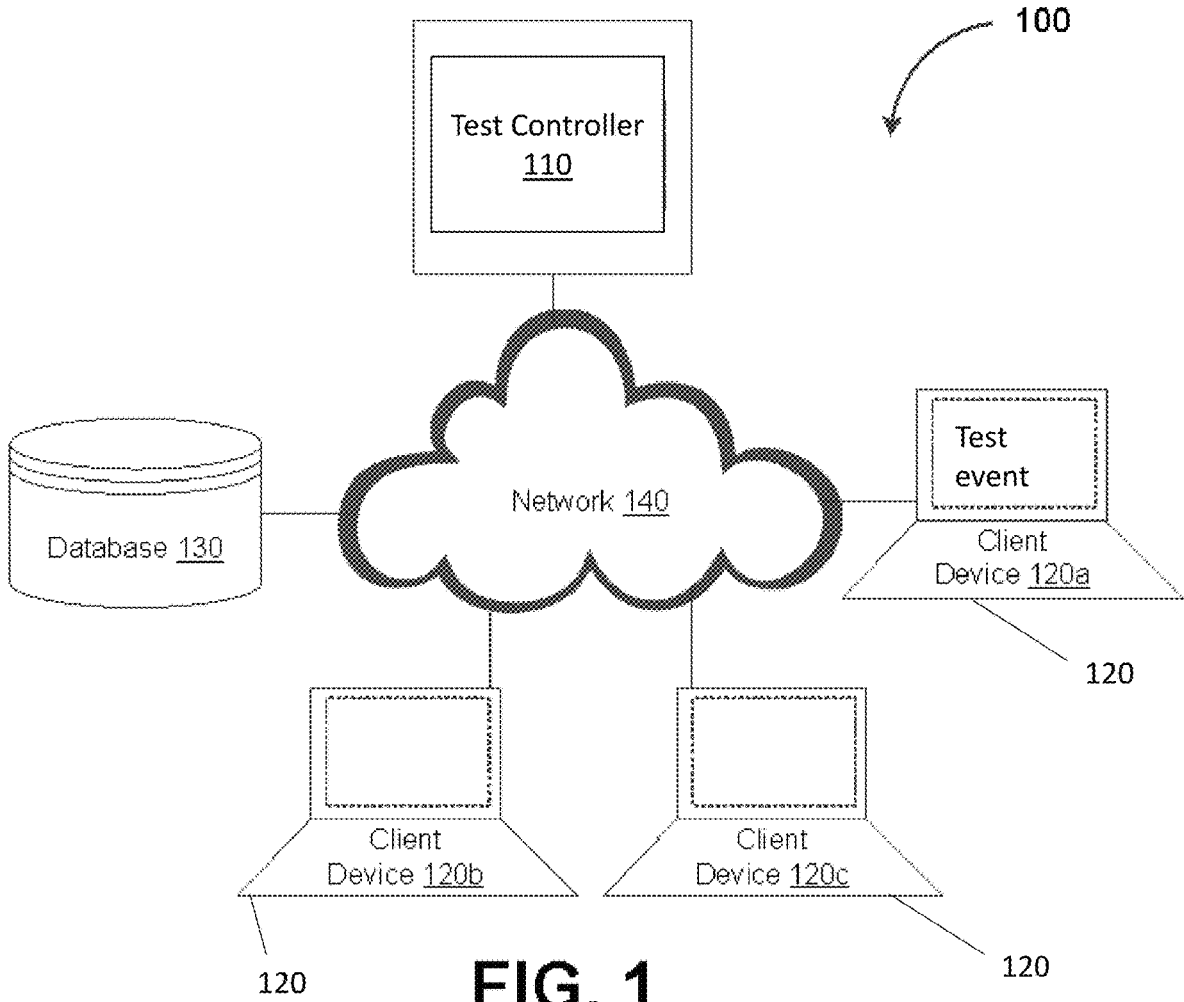 100
Test Controller
110
Test
event
Network 140
Database 130
Client
Device 120a
120
Client
Device 120b
Client
Device 120c
120
120
FIG. 1